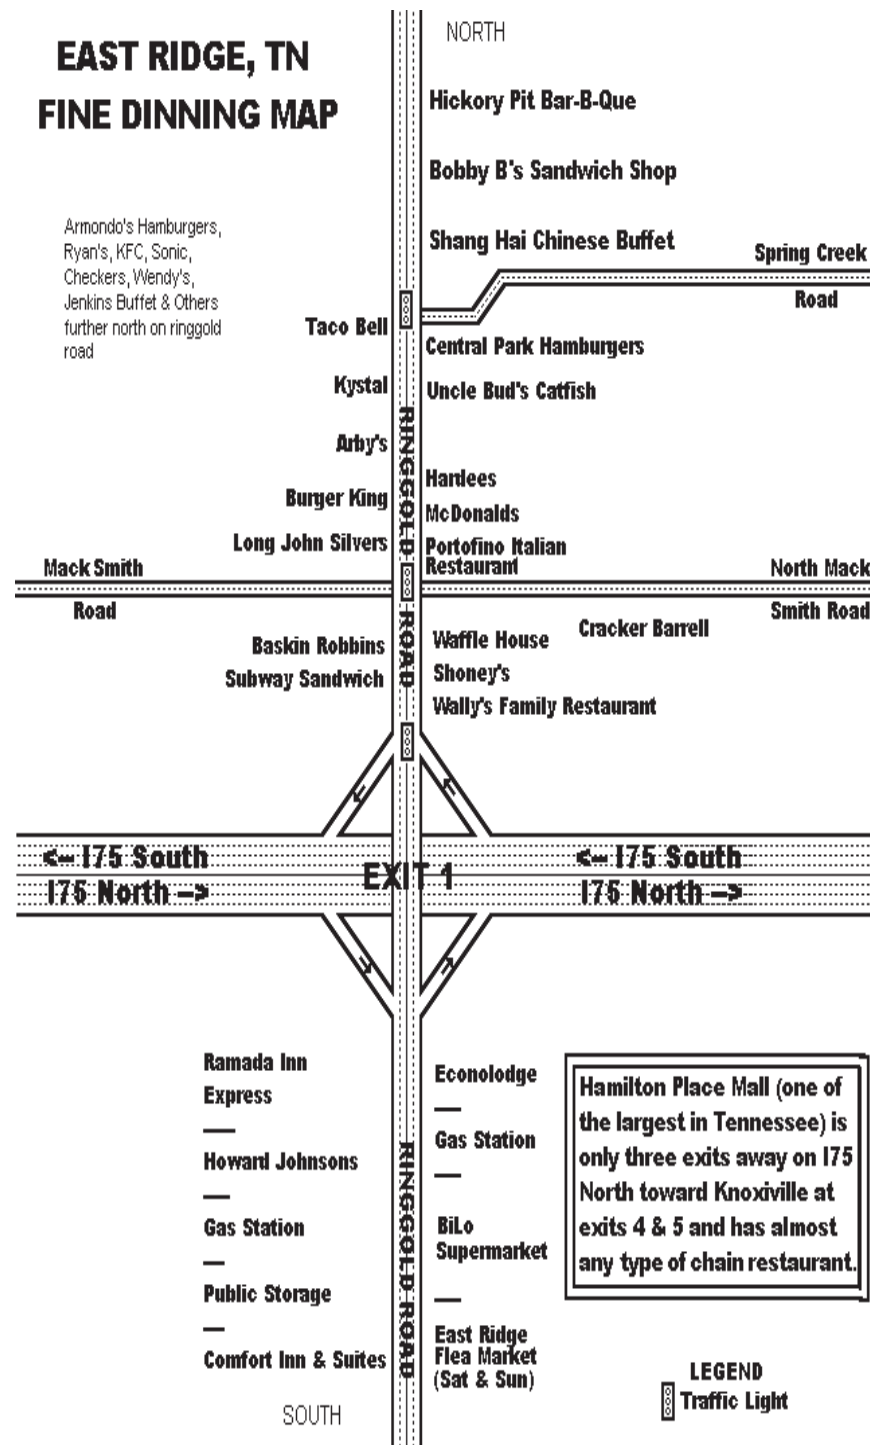 EAST RIDGE, TN
FINE DINNING MAP
NORTH
Hickory Pit Bar-B-Que
Bobby B's Sandwich Shop
Shang Hai Chinese Buffet
Spring Creek
Road
Armondo's Hamburgers,
Ryan's, KFC, Sonic,
Checkers, Wendy's,
Jenkins Buffet & Others
further north on ringgold
road
Taco Bell
Central Park Hamburgers
Kystal
Uncle Bud's Catfish
Arby's
Hardees
Burger King
McDonalds
Long John Silvers
Portofino Italian
Restaurant
RINGGOLD ROAD
Mack Smith
Road
North Mack
Smith Road
Baskin Robbins
Subway Sandwich
Waffle House
Cracker Barrell
Shoney's
Wally's Family Restaurant
<-- I75 South
I75 North -->
EXIT 1
<-- I75 South
I75 North -->
Ramada Inn
Express
Howard Johnsons
Gas Station
Public Storage
Comfort Inn & Suites
RINGGOLD ROAD
Econolodge
Gas Station
BiLo
Supermarket
East Ridge
Flea Market
(Sat & Sun)
Hamilton Place Mall (one of
the largest in Tennessee) is
only three exits away on I75
North toward Knoxiville at
exits 4 & 5 and has almost
any type of chain restaurant.
LEGEND
Traffic Light
SOUTH